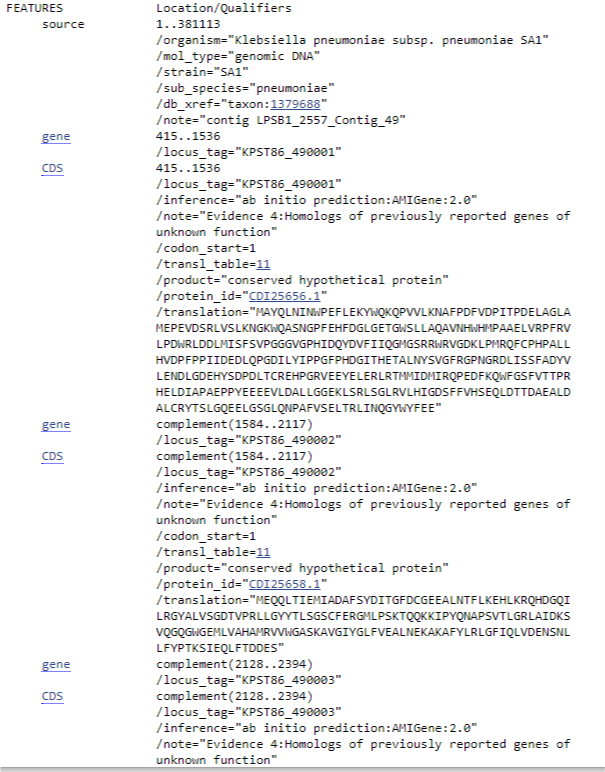 FEATURES Location/Qualifiers
source 1..381113
/organism="Klebsiella pneumoniae subsp. pneumoniae SA1"
/mol_type="genomic DNA"
/strain="SA1"
/sub_species="pneumoniae"
/db_xref="taxon:1379688"
/note="contig LPSB1_2557_Contig_49"
gene 415..1536
/locus_tag="KPST86_490001"
CDS 415..1536
/locus_tag="KPST86_490001"
/inference="ab initio prediction:AMIGene:2.0"
/note="Evidence 4:Homologs of previously reported genes of
unknown function"
/codon_start=1
/transl_table=11
/product="conserved hypothetical protein"
/protein_id="CDI25656.1"
/translation="MAYQLNINWPEFLEKYWQKQPVVLKNAFPDFVDPITPDELAGLA
MEPEVDSRLVSLKNGKWQASNGPFEHFDGLGETGWSLLAQAVNHWHMPAAELVRPFRV
LPDWRLDDLMISFSVPGGGVGPHIDQYDVFIIQGMGSRRWRVGDKLPMRQFCPHPALL
HVDPFPPIIDEDLQPGDILYIPPGFPHDGITHETALNYSVGFRGPNGRDLISSFADYV
LENDLGDEHYSDPDLTCREHPGRVEEYELERLRTMMIDMIRQPEDFKQWFGSFVTTPR
HELDIAPAEPPYEEEEVLDALLGGEKLSRLSGLRVLHIGDSFFVHSEQLDTTDAEALD
ALCRYTSLGQEELGSGLQNPAFVSELTRLINQGYWYFEE"
gene complement(1584..2117)
/locus_tag="KPST86_490002"
CDS complement(1584..2117)
/locus_tag="KPST86_490002"
/inference="ab initio prediction:AMIGene:2.0"
/note="Evidence 4:Homologs of previously reported genes of
unknown function"
/codon_start=1
/transl_table=11
/product="conserved hypothetical protein"
/protein_id="CDI25658.1"
/translation="MEQQLTIEMIADAFSYDITGFDCGEEALNTFLKEHLKRQHDGQI
LRGYALVSGDTVPRLLGYYTLSGSCFERGMLPSKTQQKKIPYQNAPSVTLGRLAIDKS
VQGQGWGEMLVAHAMRVVWGASKAVGIYGLFVEALNEKAKAFYLRLGFIQLVDENSNL
LFYPTKSIEQLFTDDES"
gene complement(2128..2394)
/locus_tag="KPST86_490003"
CDS complement(2128..2394)
/locus_tag="KPST86_490003"
/inference="ab initio prediction:AMIGene:2.0"
/note="Evidence 4:Homologs of previously reported genes of
unknown function"